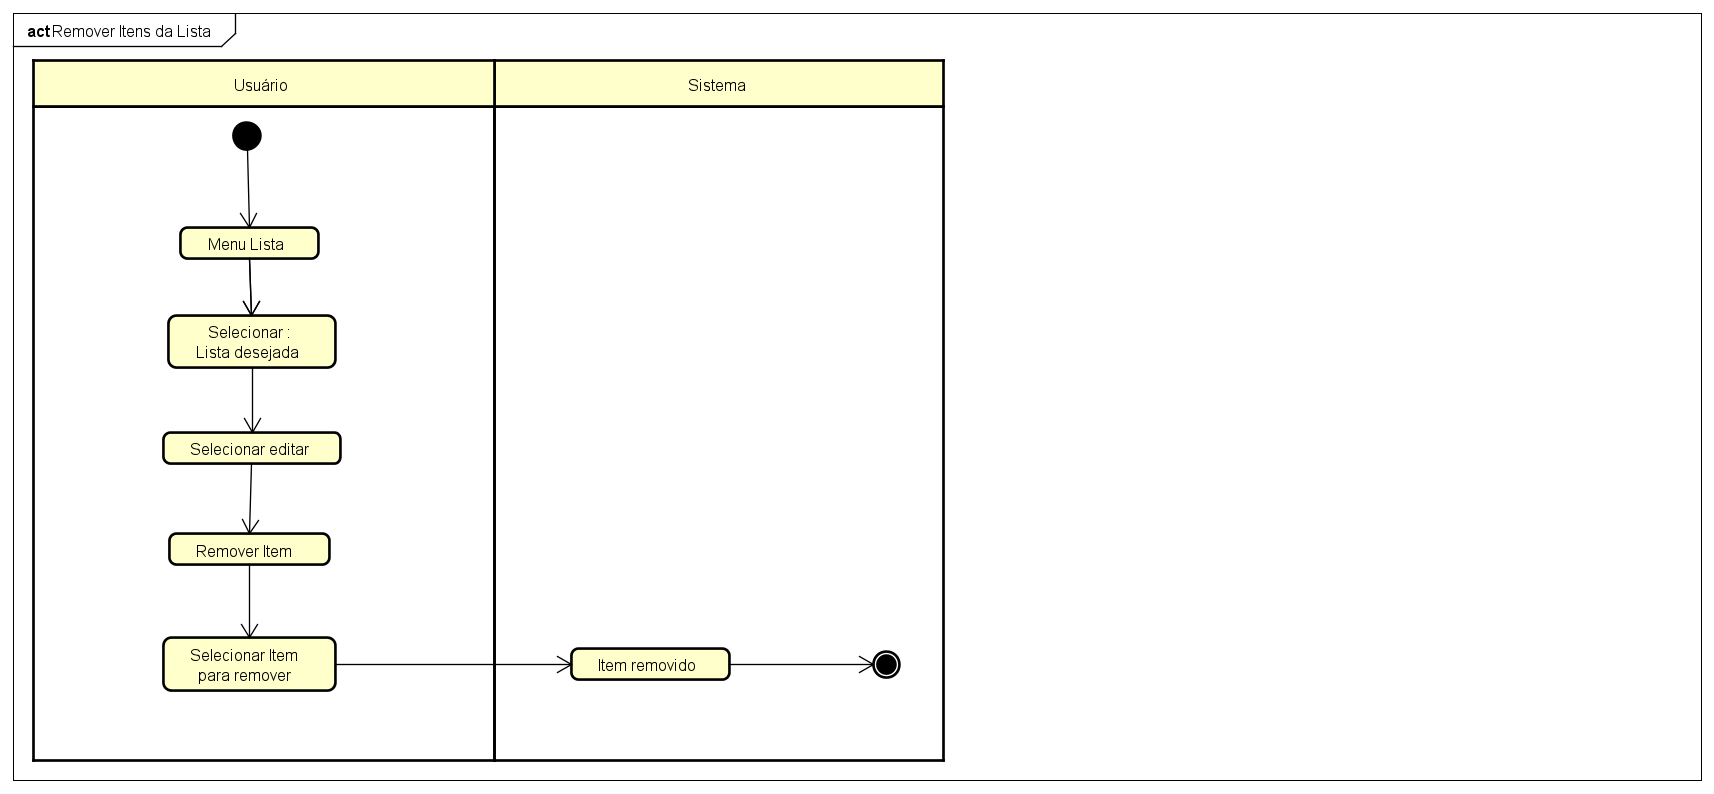 act Remover Itens da Lista
Usuário
Sistema
Menu Lista
Selecionar :
Lista desejada
Selecionar editar
Remover Item
Selecionar Item
para remover
Item removido